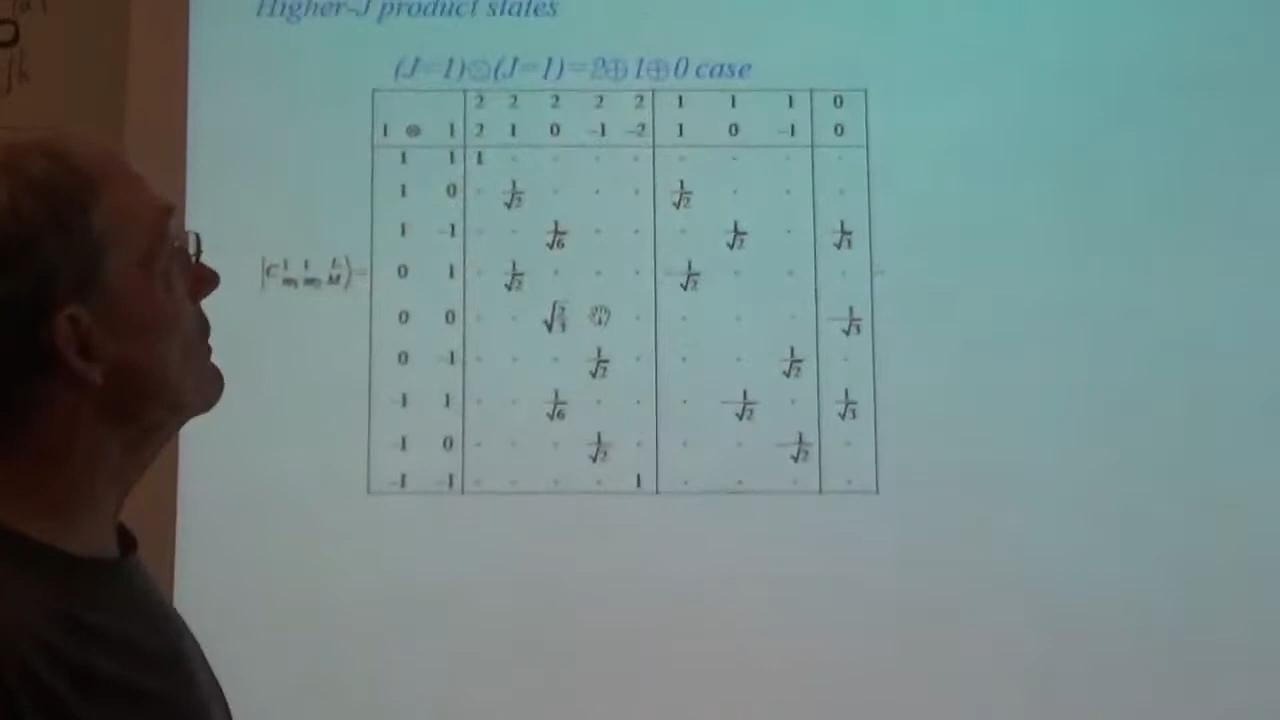 Higher-J product states
(J=1)⊗(J=1)=2⊕1⊕0 case
2 2 2 2 2 1 1 1 0
1 ⊗ 1 2 1 0 -1 -2 1 0 -1 0
1 1 1 · · · · · · · ·
1 0 · 1/√2 · · · 1/√2 · · ·
1 -1 · · 1/√6 · · · 1/√2 · 1/√3
0 1 · 1/√2 · · · -1/√2 · · ·
0 0 · · √2/3 · · · · -1/√3
0 -1 · · · 1/√2 · · · 1/√2 ·
-1 1 · · 1/√6 · · · -1/√2 · 1/√3
-1 0 · · · 1/√2 · · · -1/√2 ·
-1 -1 · · · · 1 · · · ·